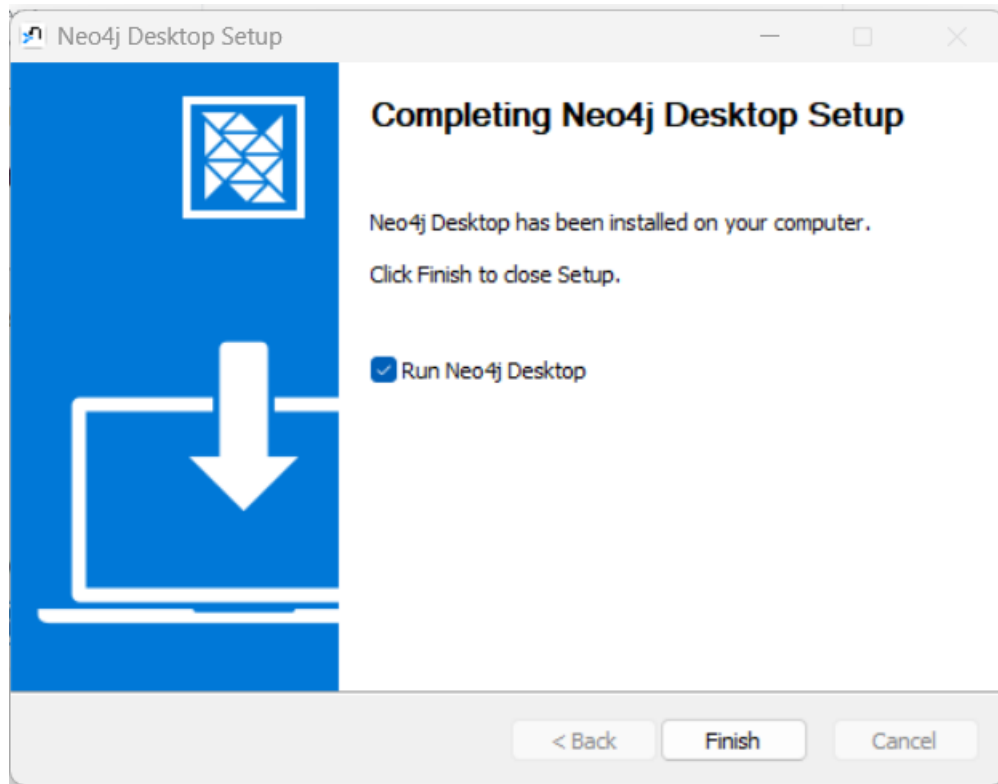 Neo4j Desktop Setup
Completing Neo4j Desktop Setup
Neo4j Desktop has been installed on your computer.
Click Finish to close Setup.
Run Neo4j Desktop
< Back Finish Cancel